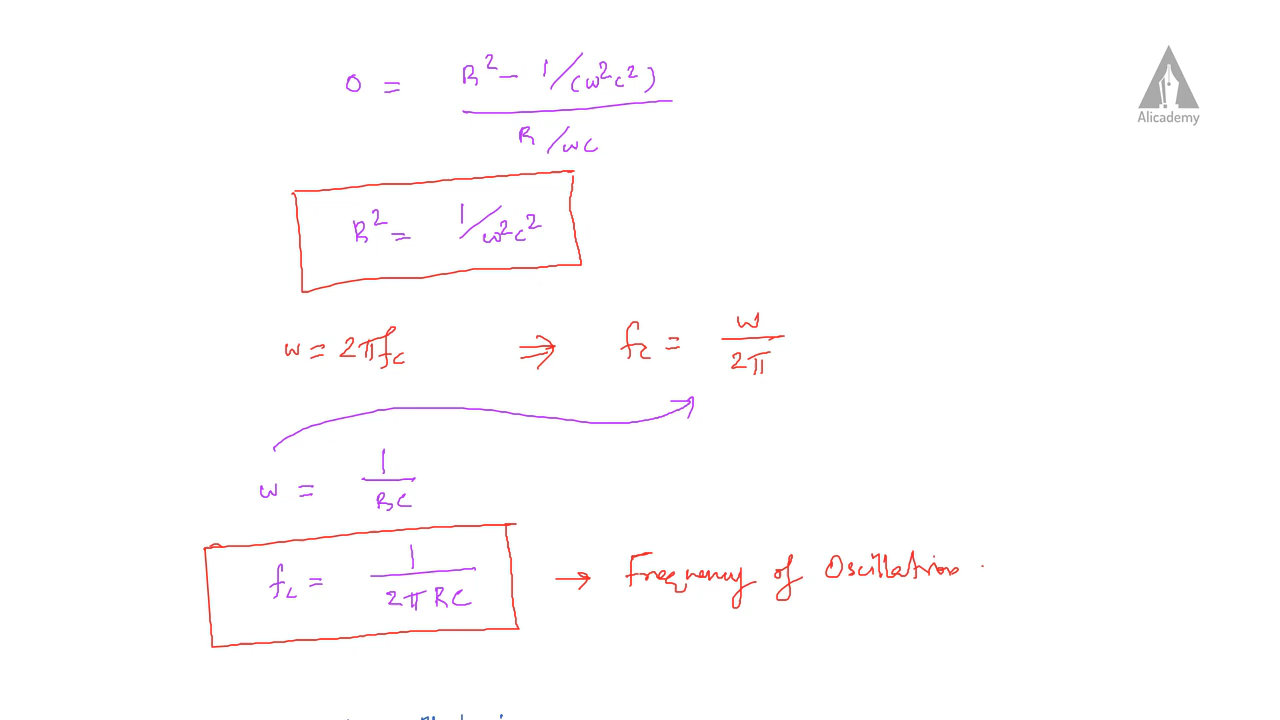 Alicademy
0 = R² - 1/(ω²c²)
R/ωc
R² = 1/ω²c²
ω = 2πfc ⇒ fc = ω
2π
ω = 1
RC
fc = 1
2πRC → Frequency of Oscillation.